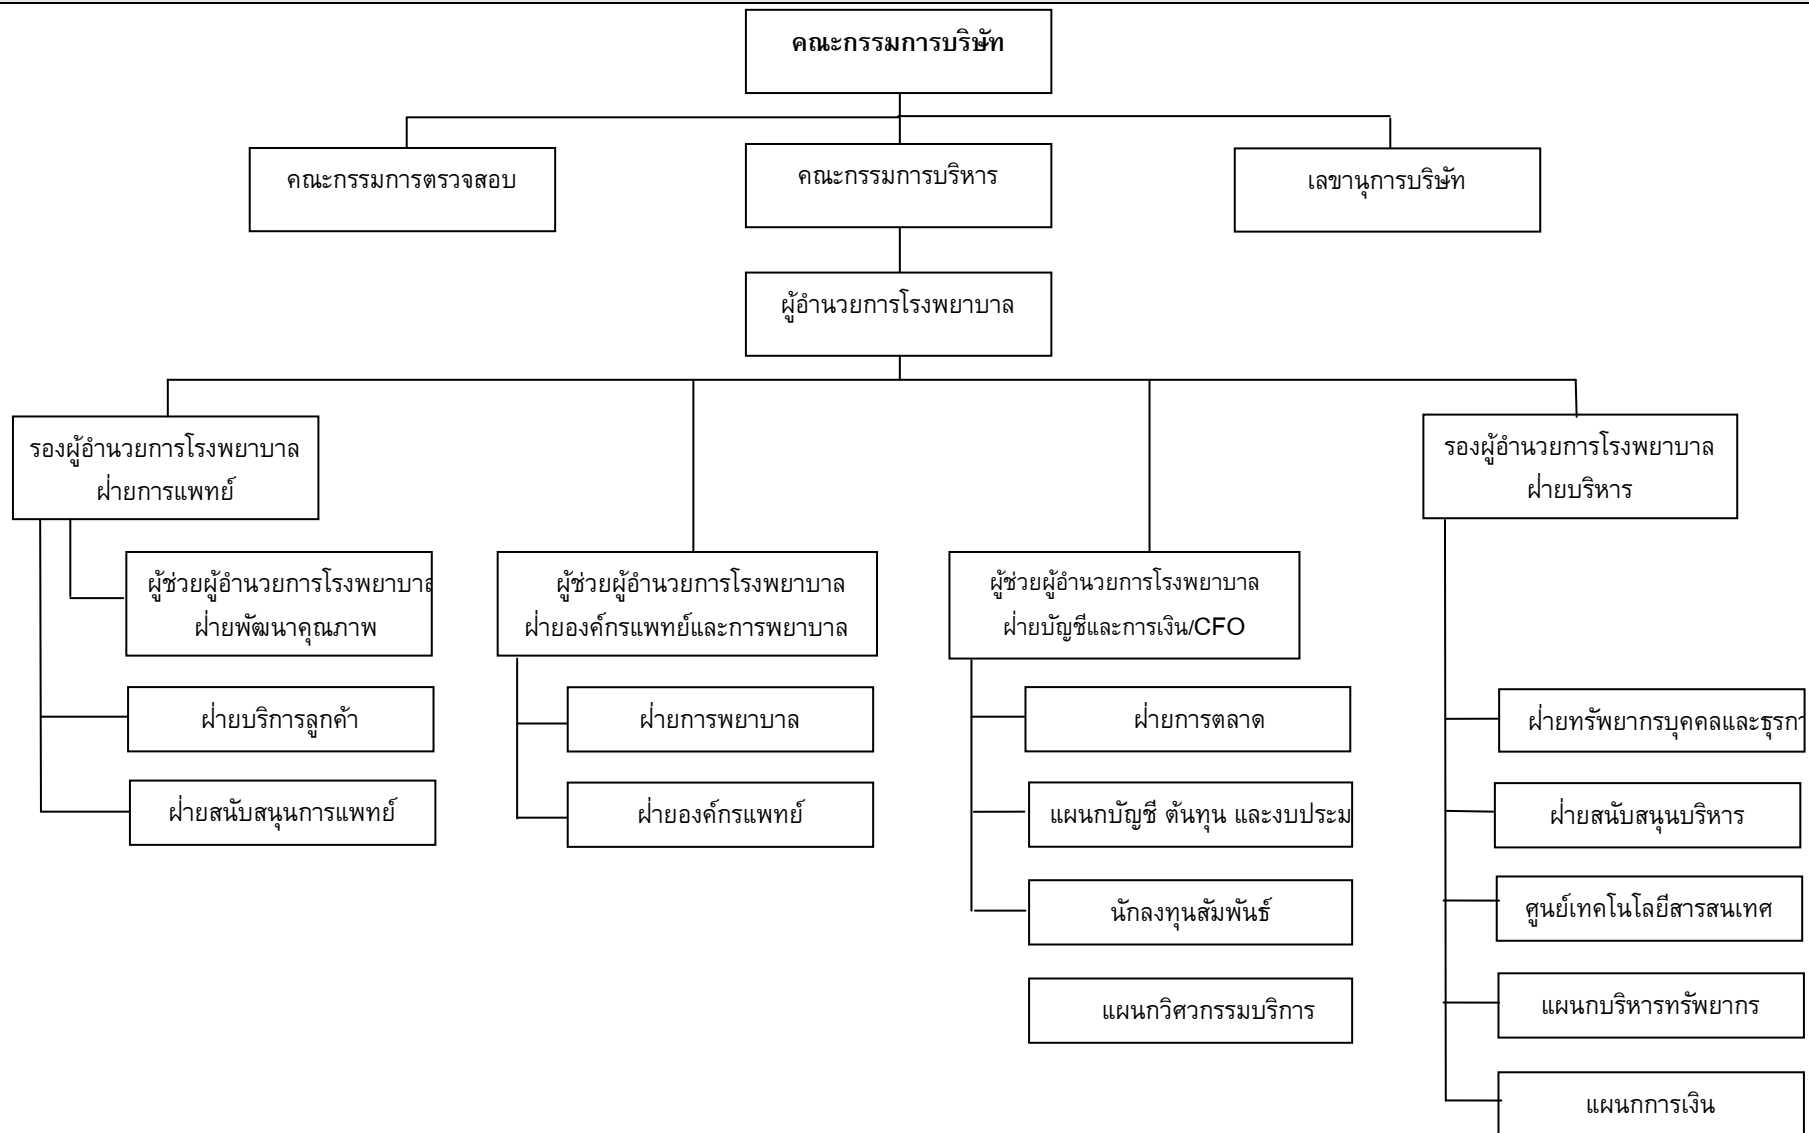 คณะกรรมการบริษัท
คณะกรรมการตรวจสอบ
คณะกรรมการบริหาร
เลขานุการบริษัท
ผู้อำนวยการโรงพยาบาล
รองผู้อำนวยการโรงพยาบาล
ฝ่ายการแพทย์
รองผู้อำนวยการโรงพยาบาล
ฝ่ายบริหาร
ผู้ช่วยผู้อำนวยการโรงพยาบาล
ฝ่ายพัฒนาคุณภาพ
ผู้ช่วยผู้อำนวยการโรงพยาบาล
ฝ่ายองค์กรแพทย์และการพยาบาล
ผู้ช่วยผู้อำนวยการโรงพยาบาล
ฝ่ายบัญชีและการเงิน/CFO
ฝ่ายบริการลูกค้า
ฝ่ายการพยาบาล
ฝ่ายการตลาด
ฝ่ายทรัพยากรบุคคลและธุรกา
ฝ่ายสนับสนุนการแพทย์
ฝ่ายองค์กรแพทย์
แผนกบัญชี ต้นทุน และงบประม
ฝ่ายสนับสนุนบริหาร
นักลงทุนสัมพันธ์
ศูนย์เทคโนโลยีสารสนเทศ
แผนกวิศวกรรมบริการ
แผนกบริหารทรัพยากร
แผนกการเงิน